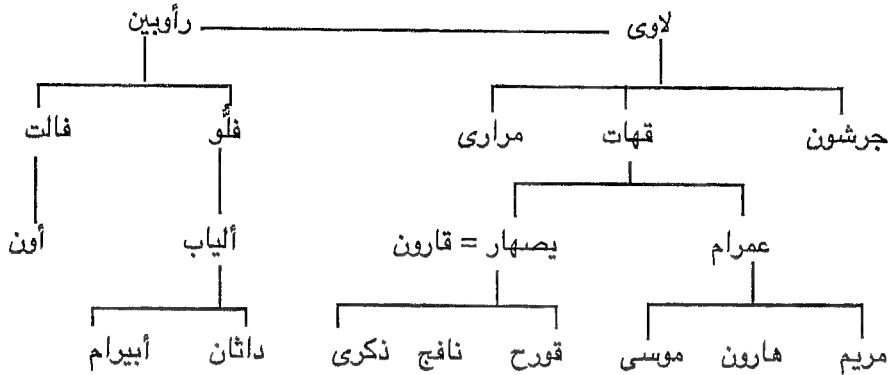 لاوى رأوبين
جرشون قهات مرارى فلُّو فالت
عمرام يصهار = قارون ألياب أون
مريم هارون موسى قورح نافج ذكرى داثان أبيرام